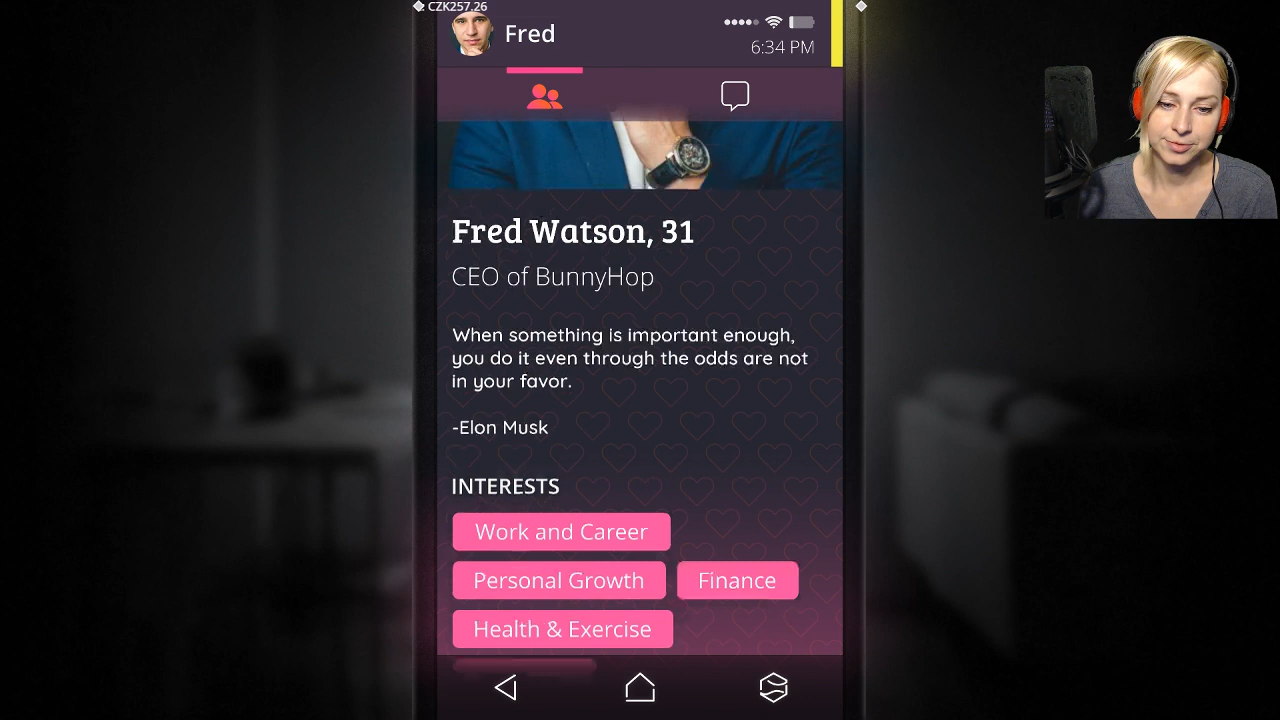 CZK257.26
Fred
6:34 PM
Fred Watson, 31
CEO of BunnyHop
When something is important enough,
you do it even through the odds are not
in your favor.
-Elon Musk
INTERESTS
Work and Career
Personal Growth Finance
Health & Exercise